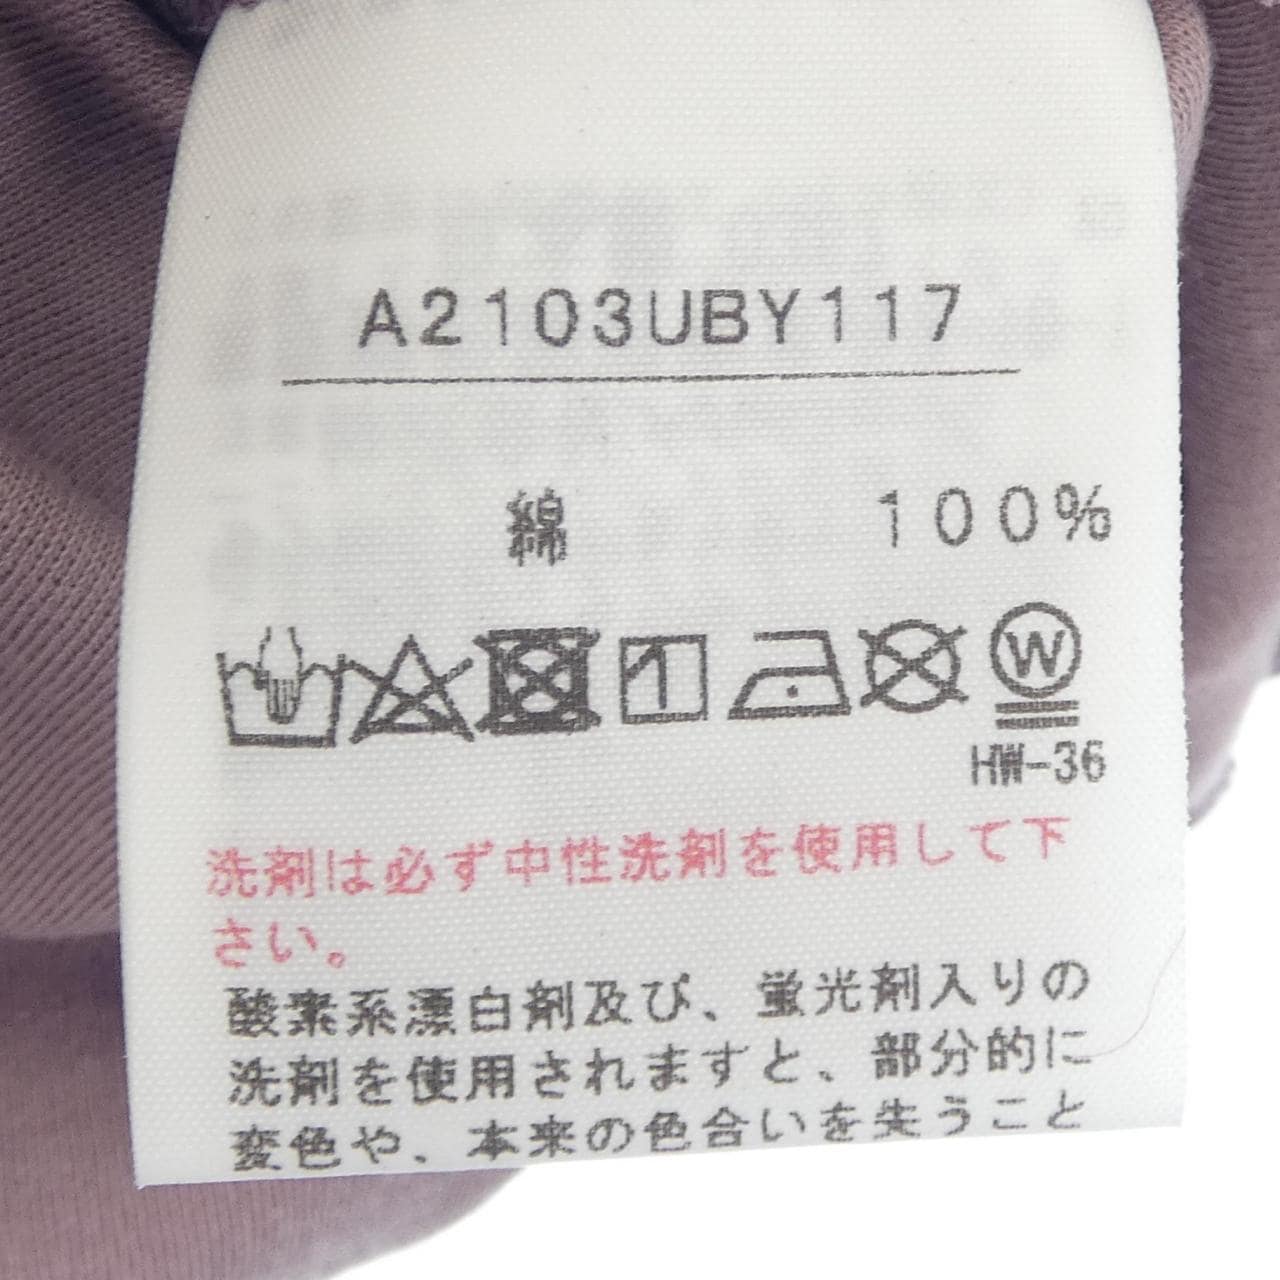 A2103UBY117
綿 100%
W
HW-36
洗剤は必ず中性洗剤を使用して下
さい。
酸素系漂白剤及び、蛍光剤入りの
洗剤を使用されますと、部分的に
変色や、本来の色合いを失うこと